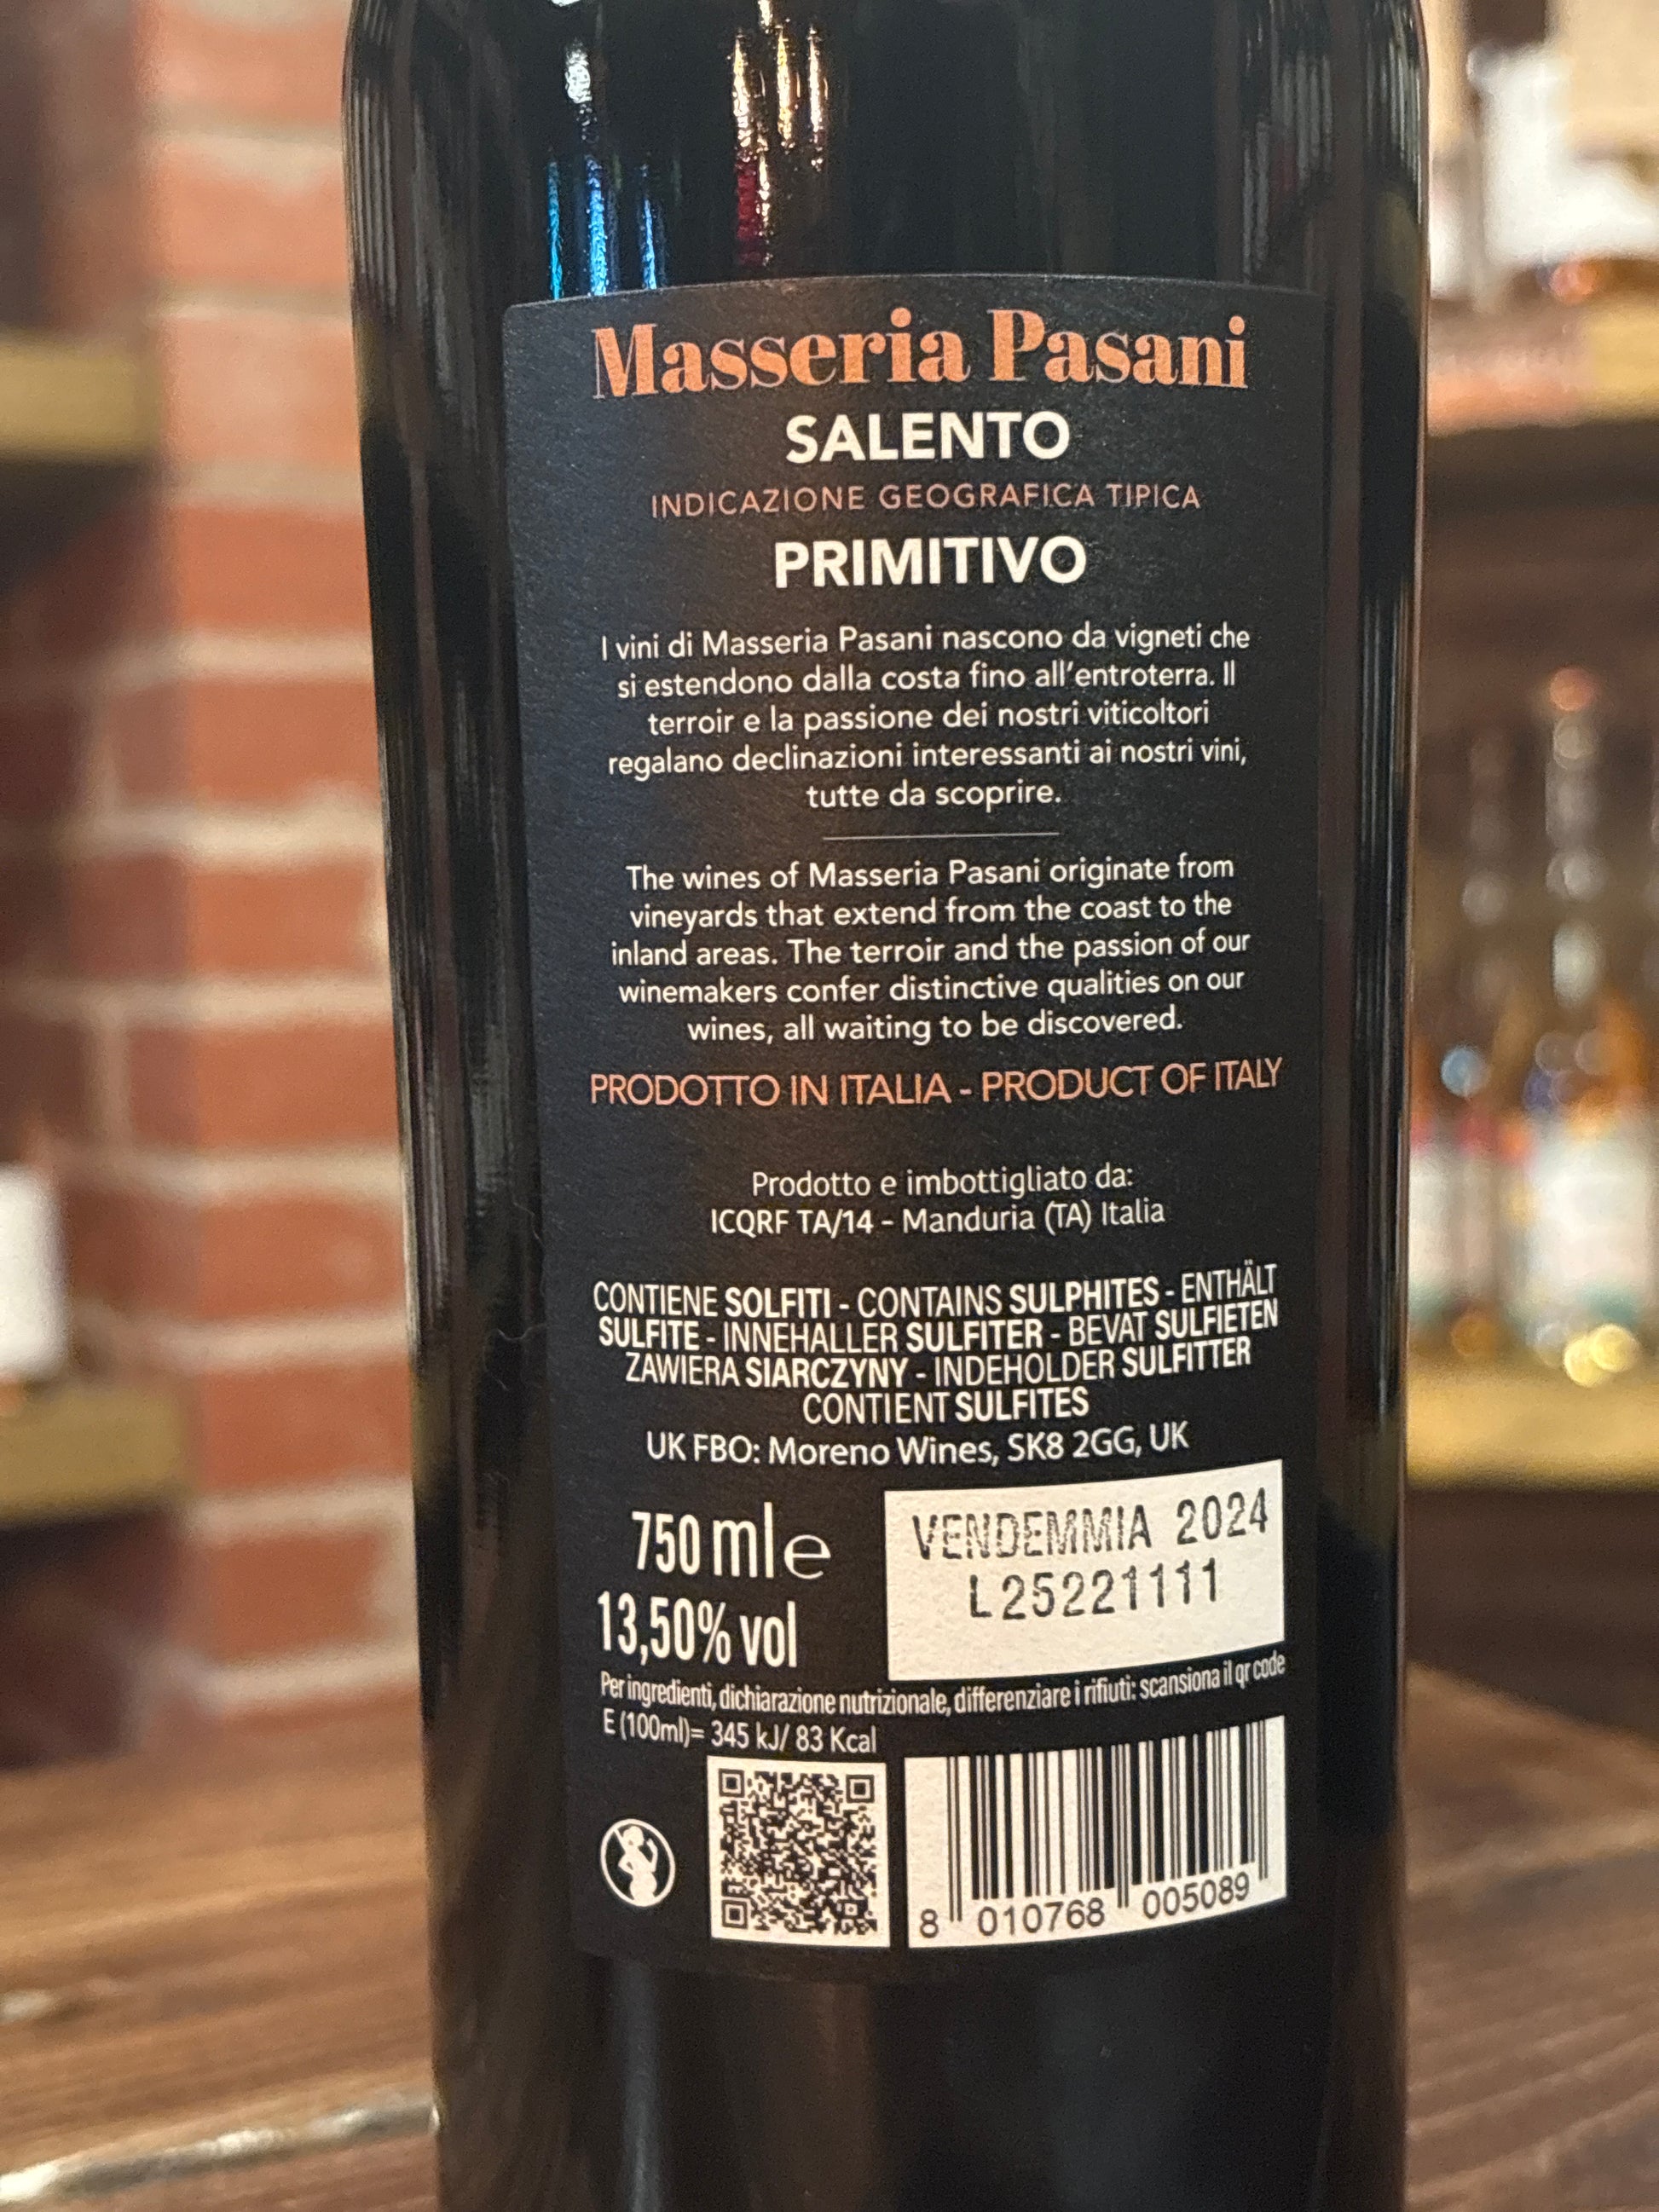 Masseria Pasani
SALENTO
INDICAZIONE GEOGRAFICA TIPICA
PRIMITIVO
I vini di Masseria Pasani nascono da vigneti che
si estendono dalla costa fino all'entroterra. Il
terroir e la passione dei nostri viticoltori
regalano declinazioni interessanti ai nostri vini,
tutte da scoprire.
The wines of Masseria Pasani originate from
vineyards that extend from the coast to the
inland areas. The terroir and the passion of our
winemakers confer distinctive qualities on our
wines, all waiting to be discovered.
PRODOTTO IN ITALIA - PRODUCT OF ITALY
Prodotto e imbottigliato da:
ICQRF TA/14 - Manduria (TA) Italia
CONTIENE SOLFITI - CONTAINS SULPHITES - ENTHÄLT
SULFITE - INNEHALLER SULFITER - BEVAT SULFIETEN
ZAWIERA SIARCZYNY - INDEHOLDER SULFITTER
CONTIENT SULFITES
UK FBO: Moreno Wines, SK8 2GG, UK
750 ml e
VENDEMMIA 2024
L25221111
13,50% vol
Per ingredienti, dichiarazione nutrizionale, differenziare i rifiuti: scansiona il qr code
E (100ml)= 345 kJ/ 83 Kcal
8 010768 005089